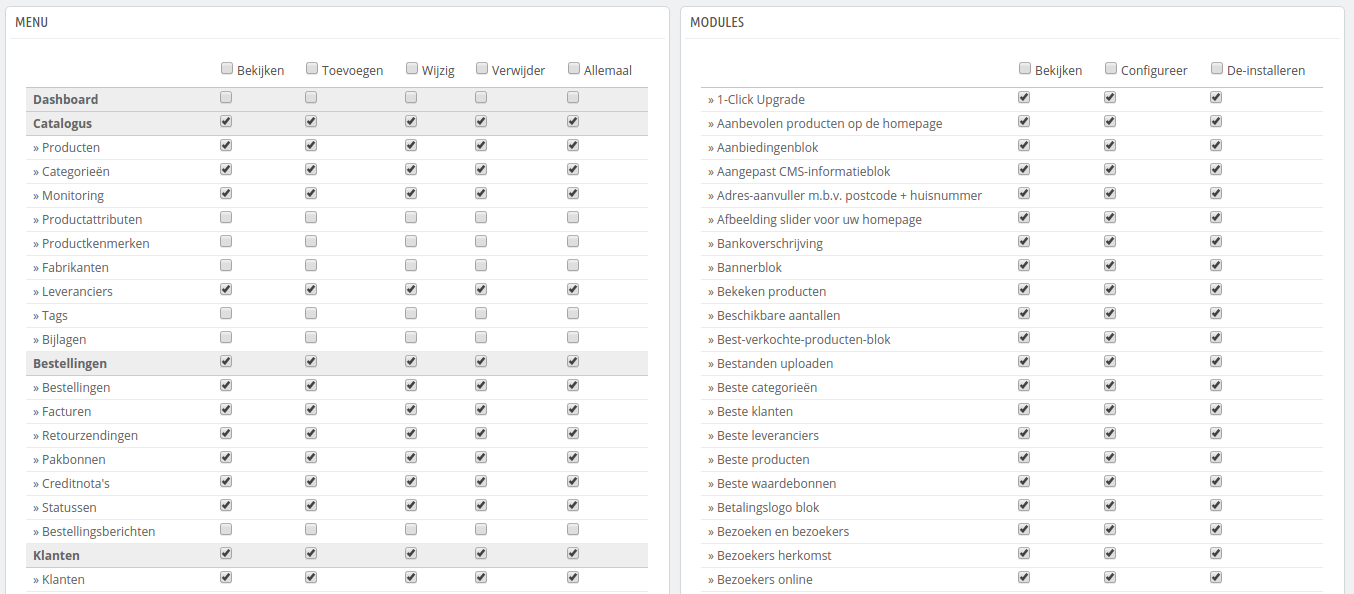 MENU
Bekijken Toevoegen Wijzig Verwijder Allemaal
Dashboard
Catalogus
» Producten
» Categorieën
» Monitoring
» Productattributen
» Productkenmerken
» Fabrikanten
» Leveranciers
» Tags
» Bijlagen
Bestellingen
» Bestellingen
» Facturen
» Retourzendingen
» Pakbonnen
» Creditnota's
» Statussen
» Bestellingsberichten
Klanten
» Klanten
MODULES
Bekijken Configureer De-installeren
» 1-Click Upgrade
» Aanbevolen producten op de homepage
» Aanbiedingenblok
» Aangepast CMS-informatieblok
» Adres-aanvuller m.b.v. postcode + huisnummer
» Afbeelding slider voor uw homepage
» Bankoverschrijving
» Bannerblok
» Bekeken producten
» Beschikbare aantallen
» Best-verkochte-producten-blok
» Bestanden uploaden
» Beste categorieën
» Beste klanten
» Beste leveranciers
» Beste producten
» Beste waardebonnen
» Betalingslogo blok
» Bezoeken en bezoekers
» Bezoekers herkomst
» Bezoekers online